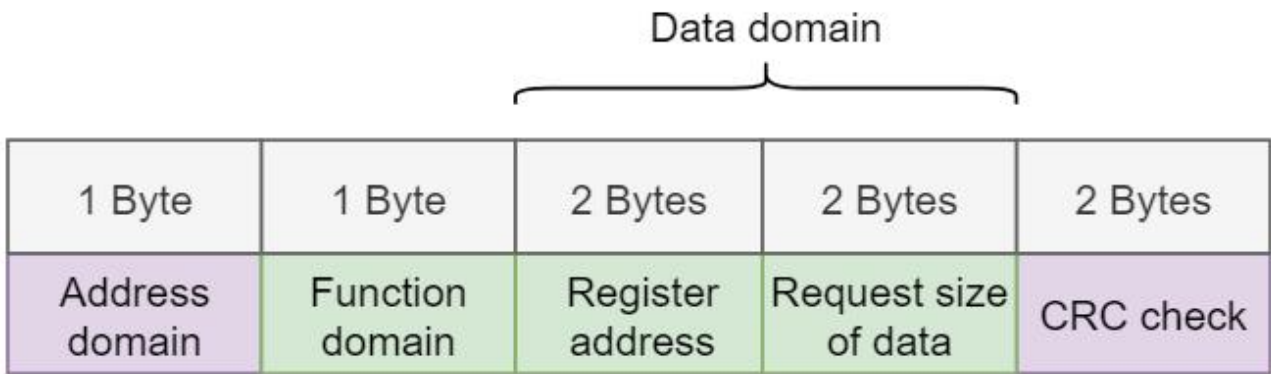 Data domain
1 Byte
1 Byte
2 Bytes
2 Bytes
2 Bytes
Address
domain
Function
domain
Register
address
Request size
of data
CRC check